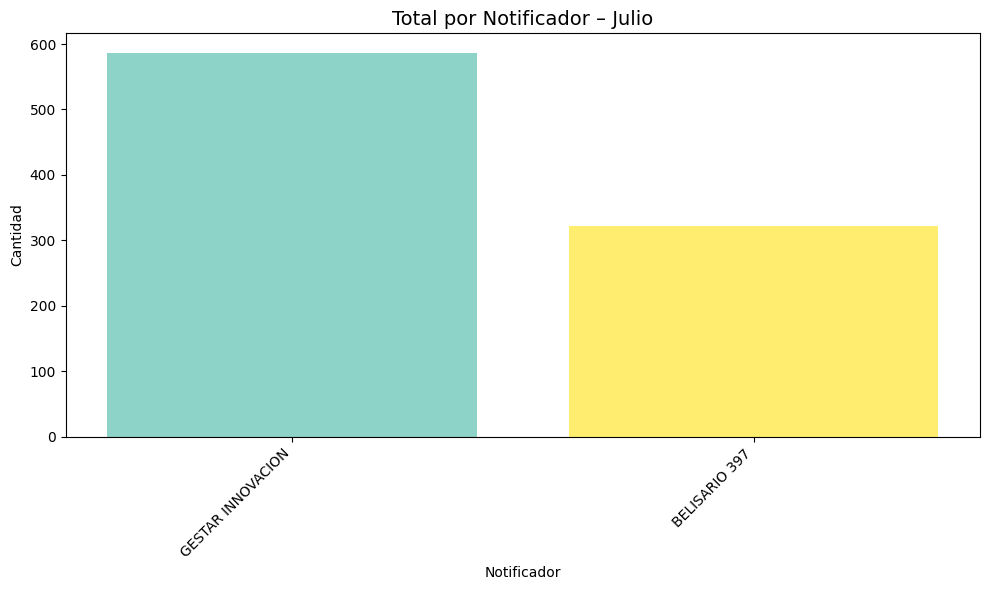 Total por Notificador – Julio
Cantidad
600
500
400
300
200
100
0
GESTAR INNOVACION
BELISARIO 397
Notificador